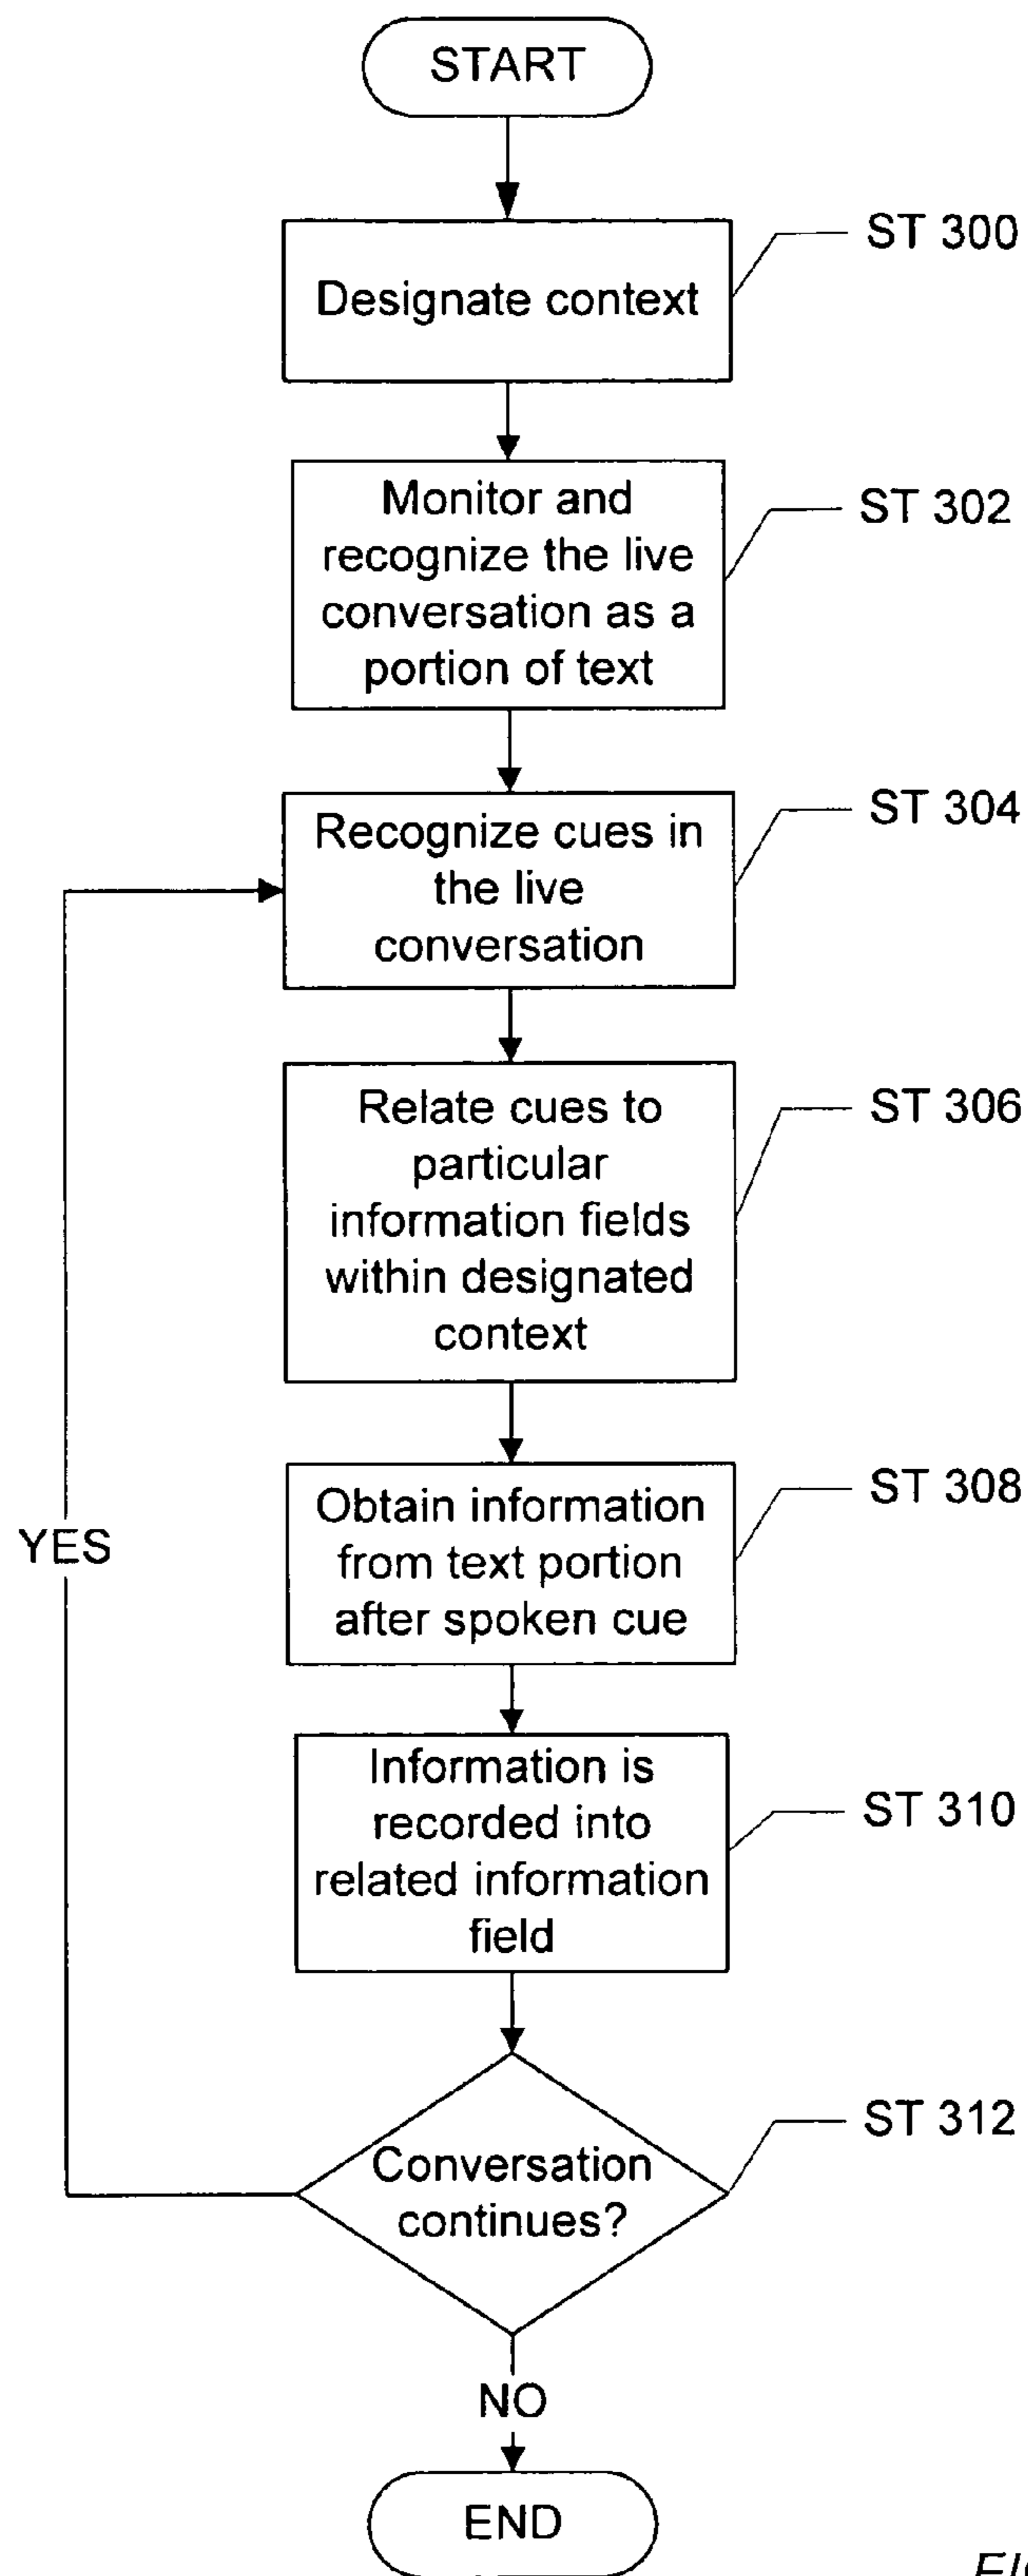 START
ST 300
Designate context
Monitor and
recognize the live
conversation as a
portion of text
ST 302
Recognize cues in
the live
conversation
ST 304
Relate cues to
particular
information fields
within designated
context
ST 306
Obtain information
from text portion
after spoken cue
ST 308
YES
Information is
recorded into
related information
field
ST 310
Conversation
continues?
ST 312
NO
END